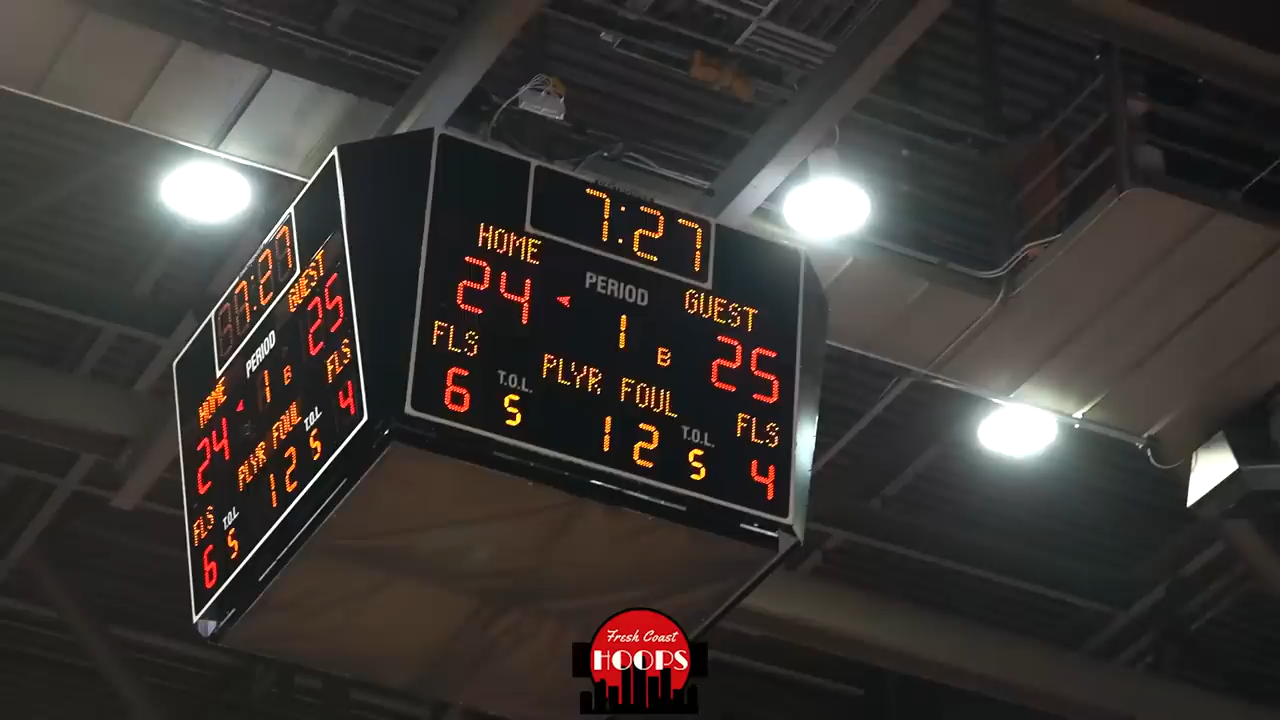 7:27
HOME
24
PERIOD
1
B
GUEST
25
FLS
6
T.O.L.
5
PLYR FOUL
12
T.O.L.
5
FLS
4
7:27
GUEST
25
PERIOD
1
B
HOME
24
FLS
4
PLYR FOUL
12
T.O.L.
5
FLS
6
T.O.L.
5
Fresh Coast
HOOPS